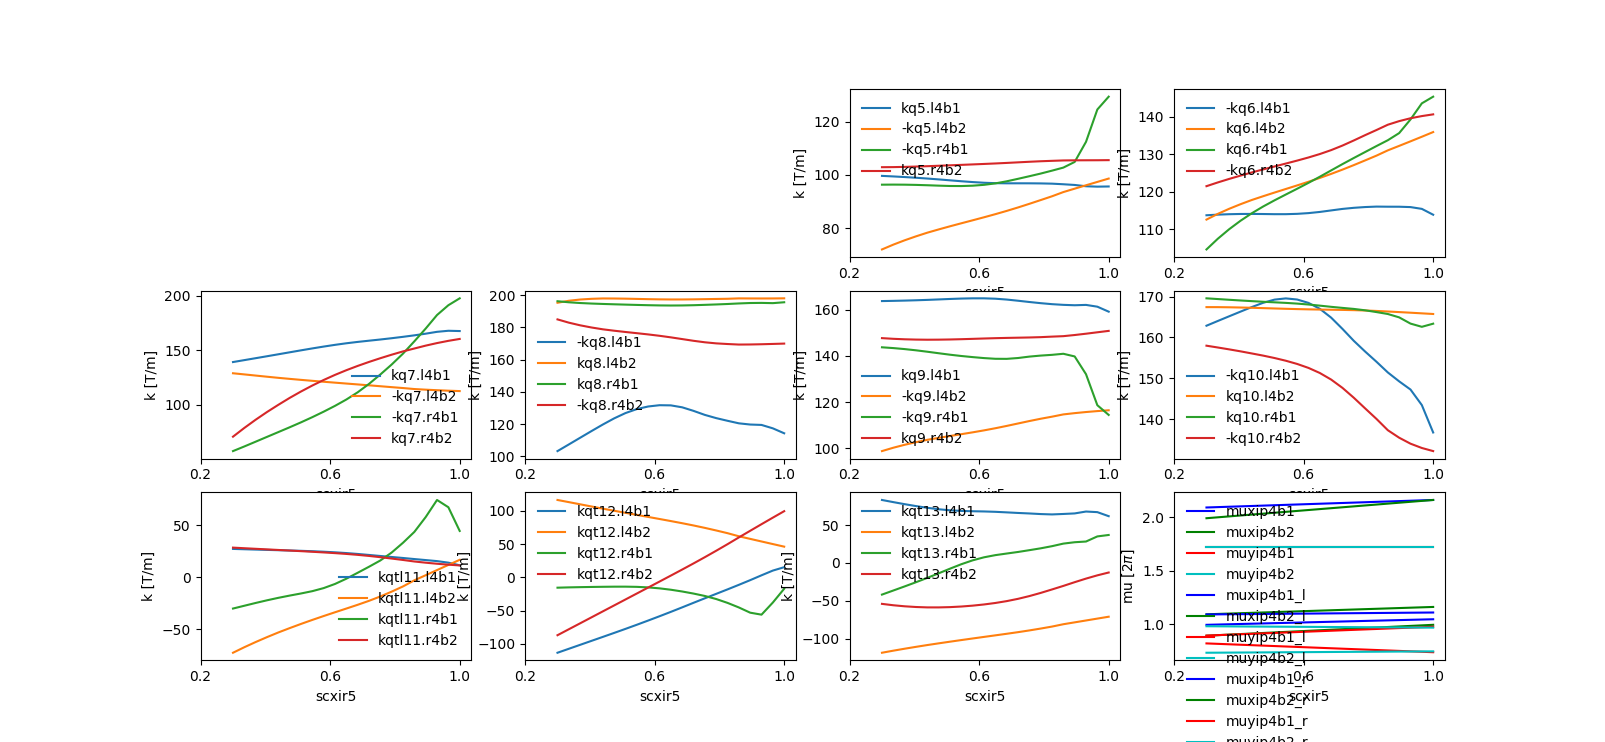 kq5.l4b1
-kq5.l4b2
-kq5.r4b1
kq5.r4b2
120
100
80
k [T/m]
0.2
0.6
1.0
scxir5
-kq6.l4b1
kq6.l4b2
kq6.r4b1
-kq6.r4b2
140
130
120
110
k [T/m]
0.2
0.6
1.0
kq7.l4b1
-kq7.l4b2
-kq7.r4b1
kq7.r4b2
200
150
100
k [T/m]
0.2
0.6
1.0
scxir5
-kq8.l4b1
kq8.l4b2
kq8.r4b1
-kq8.r4b2
200
180
160
140
120
100
k [T/m]
0.2
0.6
1.0
scxir5
kq9.l4b1
-kq9.l4b2
-kq9.r4b1
kq9.r4b2
160
140
120
100
k [T/m]
0.2
0.6
1.0
scxir5
-kq10.l4b1
kq10.l4b2
kq10.r4b1
-kq10.r4b2
170
160
150
140
k [T/m]
0.2
0.6
1.0
kqtl11.l4b1
kqtl11.l4b2
kqtl11.r4b1
kqtl11.r4b2
50
0
−50
k [T/m]
0.2
0.6
1.0
scxir5
kqt12.l4b1
kqt12.l4b2
kqt12.r4b1
kqt12.r4b2
100
50
0
−50
−100
k [T/m]
0.2
0.6
1.0
scxir5
kqt13.l4b1
kqt13.l4b2
kqt13.r4b1
kqt13.r4b2
50
0
−50
−100
k [T/m]
0.2
0.6
1.0
scxir5
muxip4b1
muxip4b2
muyip4b1
muyip4b2
muxip4b1_l
muxip4b2_l
muyip4b1_l
muyip4b2_l
muxip4b1_r
muxip4b2_r
muyip4b1_r
muyip4b2_r
2.0
1.5
1.0
mu [2π]
0.2
0.6
1.0
scxir5